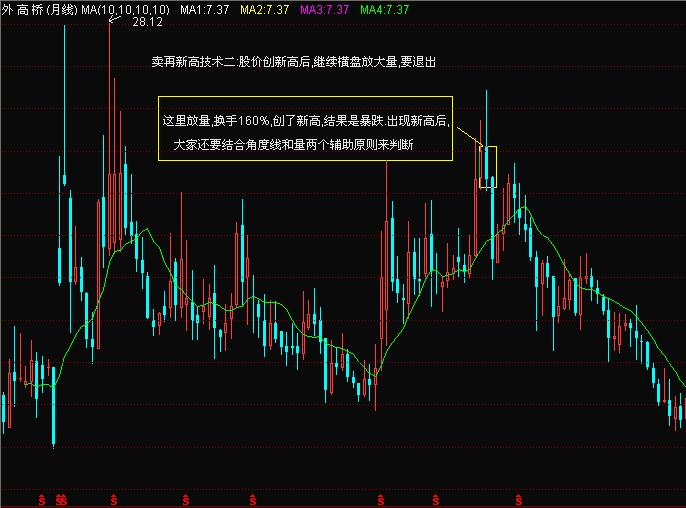 外高桥(月线) MA(10,10,10,10) MA1:7.37 MA2:7.37 MA3:7.37 MA4:7.37
28.12
卖再新高技术二:股价创新高后,继续横盘放大量,要退出
这里放量,换手160%,创了新高,结果是暴跌.出现新高后,
大家还要结合角度线和量两个辅助原则来判断